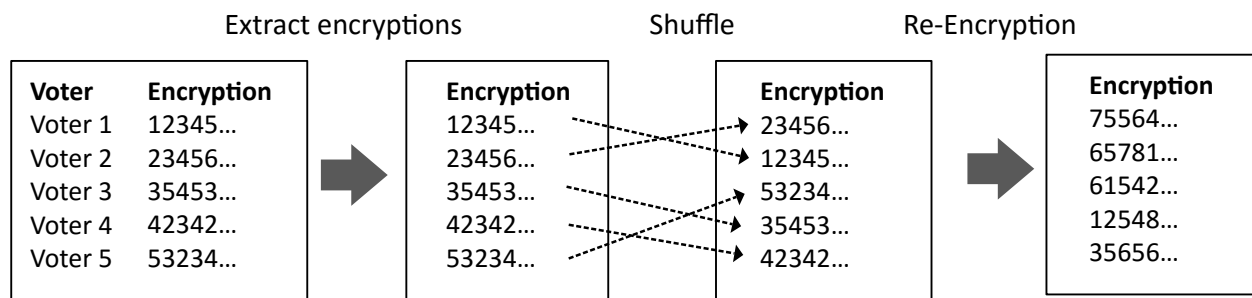 Extract encryptions Shuffle Re-Encryption
Voter Encryption
Voter 1 12345...
Voter 2 23456...
Voter 3 35453...
Voter 4 42342...
Voter 5 53234...
Encryption
12345...
23456...
35453...
42342...
53234...
Encryption
23456...
12345...
53234...
35453...
42342...
Encryption
75564...
65781...
61542...
12548...
35656...